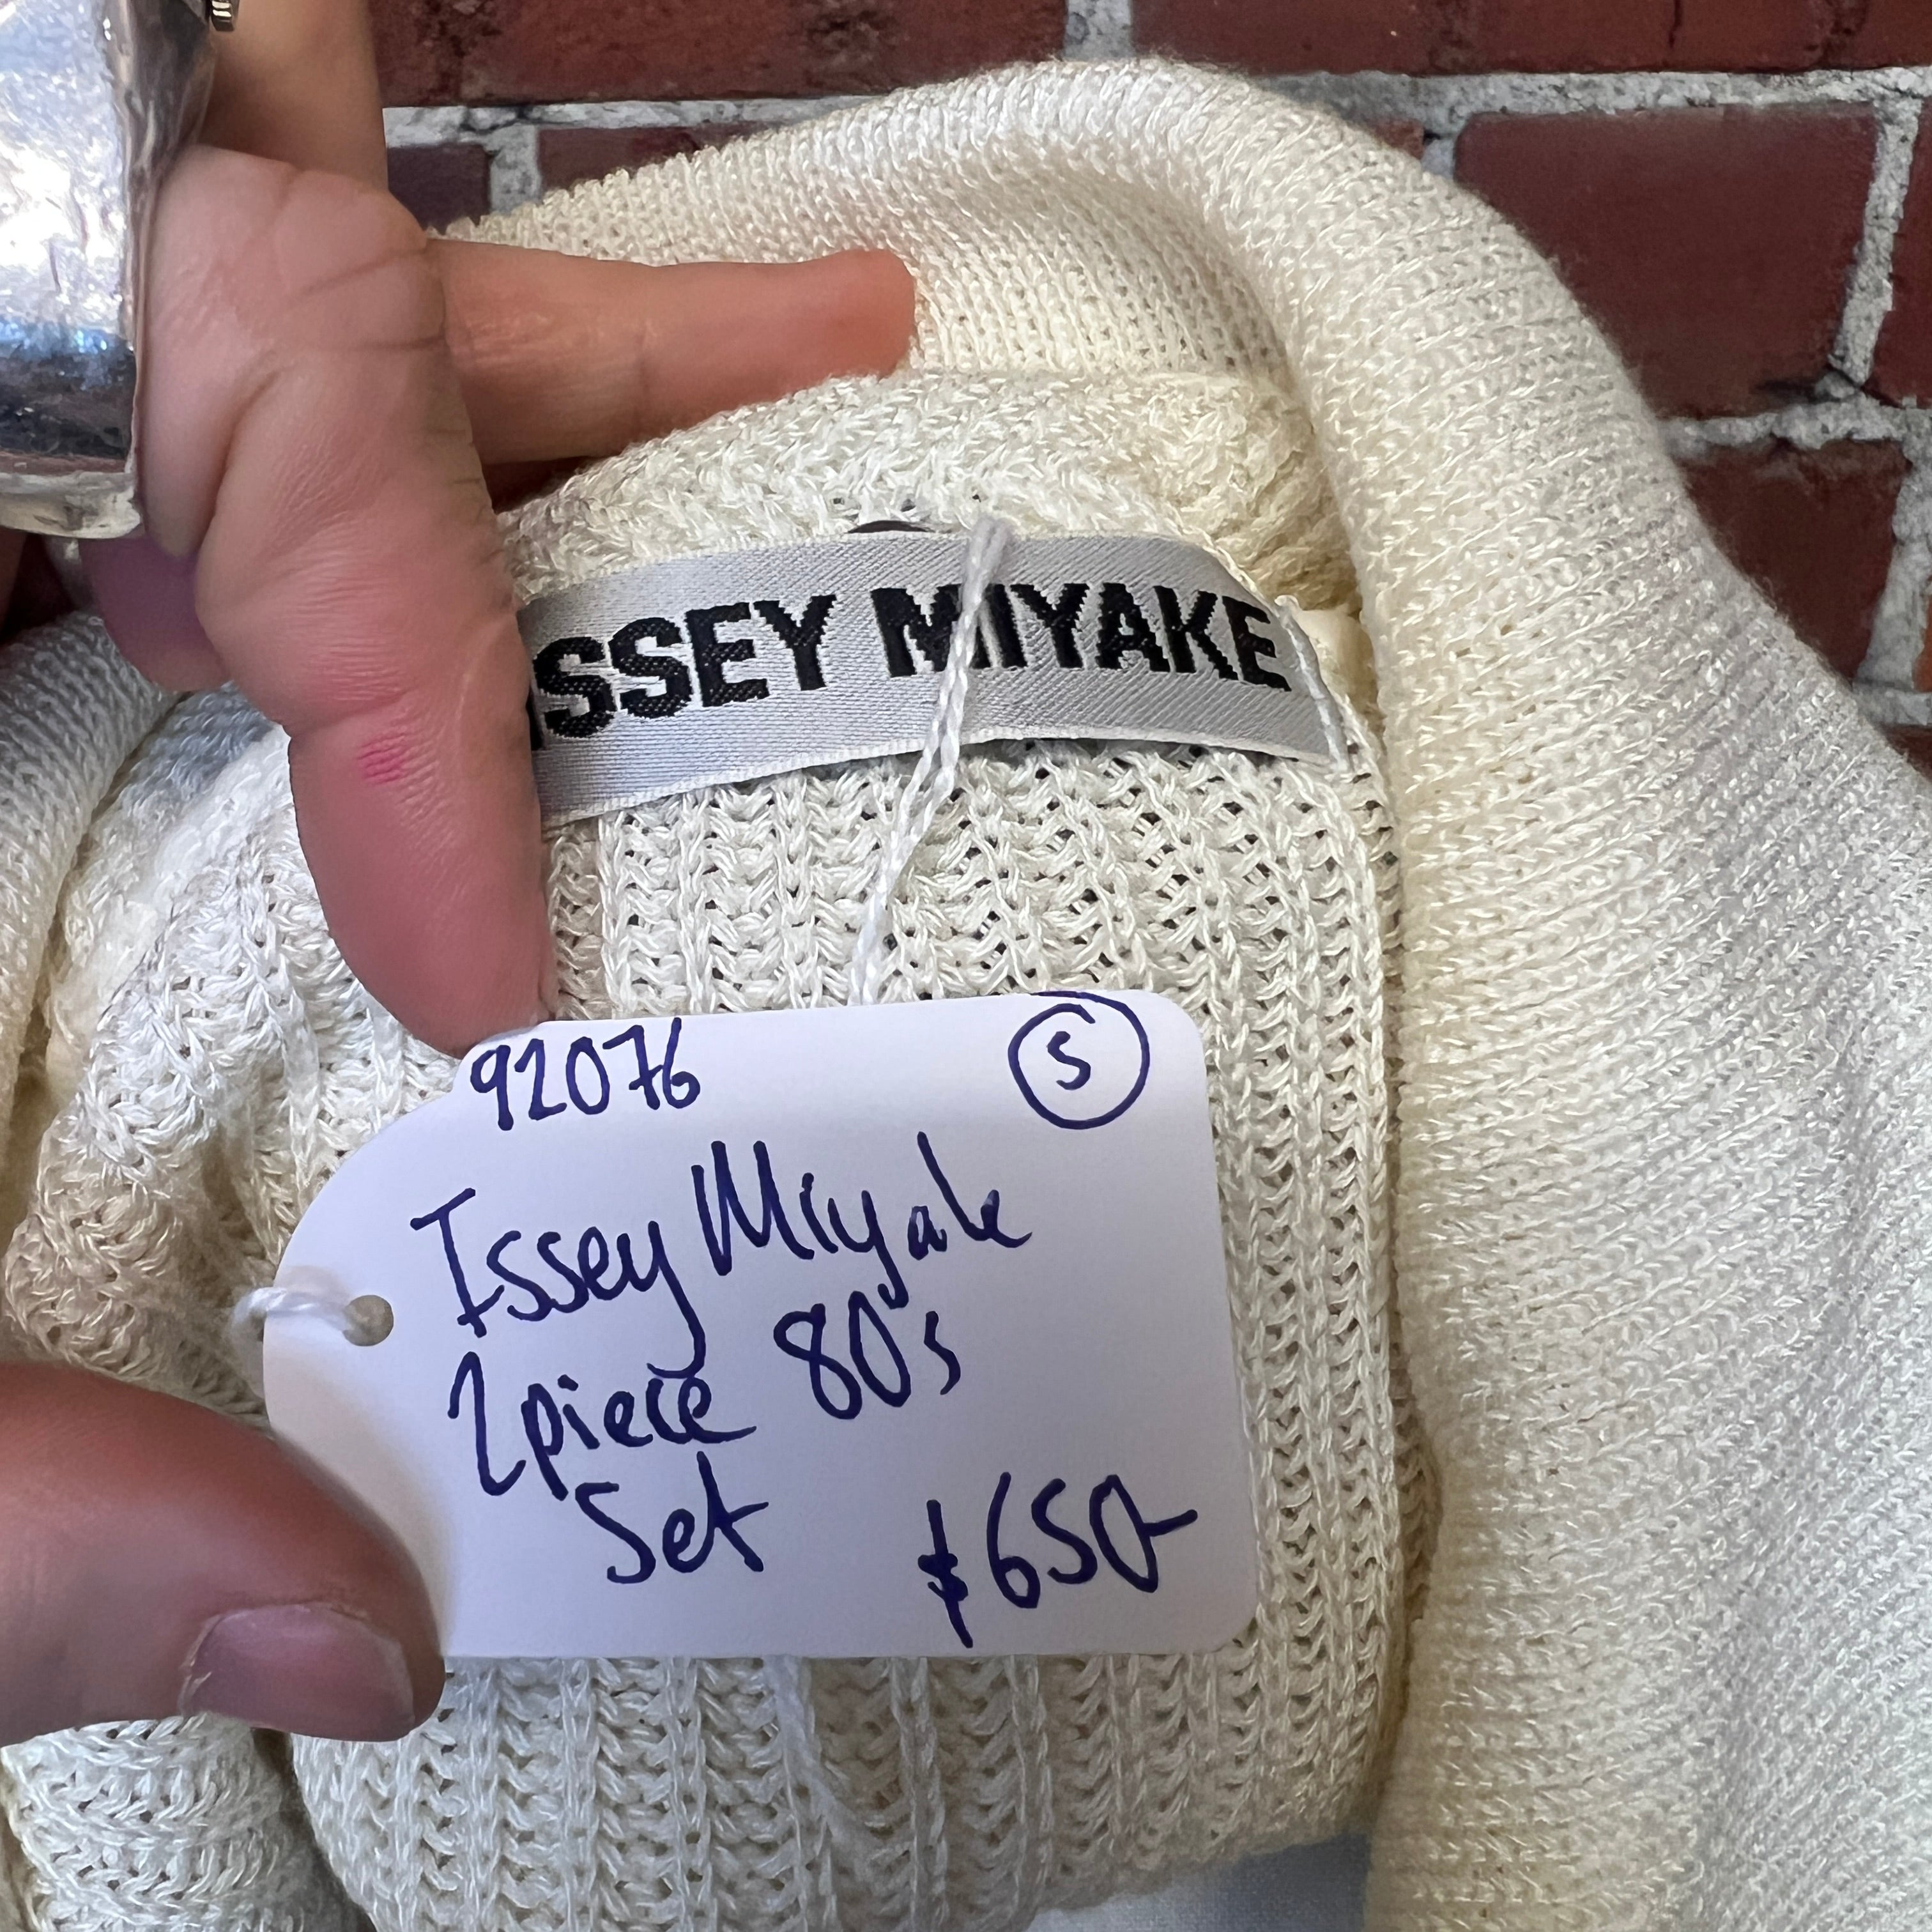 ISSEY MIYAKE
92076 S
Issey Miyake
2piece 80's
Set $650-